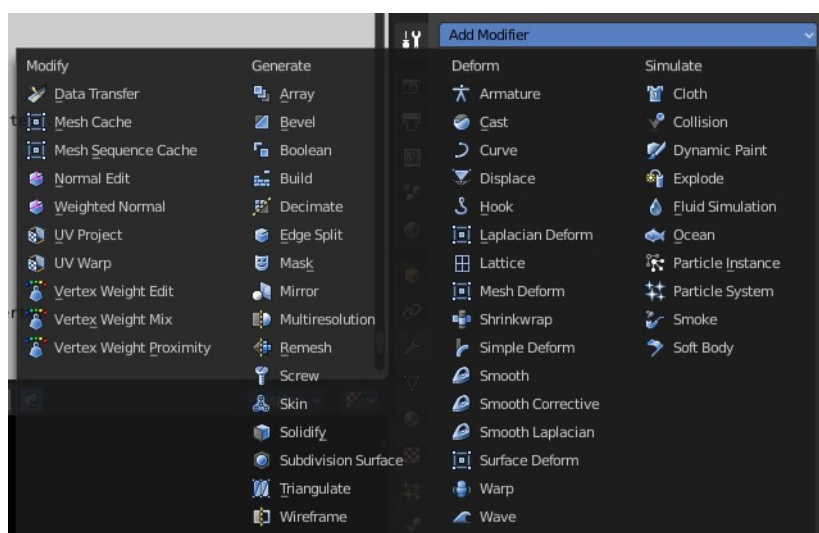 Add Modifier
Modify
Data Transfer
Mesh Cache
Mesh Sequence Cache
Normal Edit
Weighted Normal
UV Project
UV Warp
Vertex Weight Edit
Vertex Weight Mix
Vertex Weight Proximity
Generate
Array
Bevel
Boolean
Build
Decimate
Edge Split
Mask
Mirror
Multiresolution
Remesh
Screw
Skin
Solidify
Subdivision Surface
Triangulate
Wireframe
Deform
Armature
Cast
Curve
Displace
Hook
Laplacian Deform
Lattice
Mesh Deform
Shrinkwrap
Simple Deform
Smooth
Smooth Corrective
Smooth Laplacian
Surface Deform
Warp
Wave
Simulate
Cloth
Collision
Dynamic Paint
Explode
Fluid Simulation
Ocean
Particle Instance
Particle System
Smoke
Soft Body